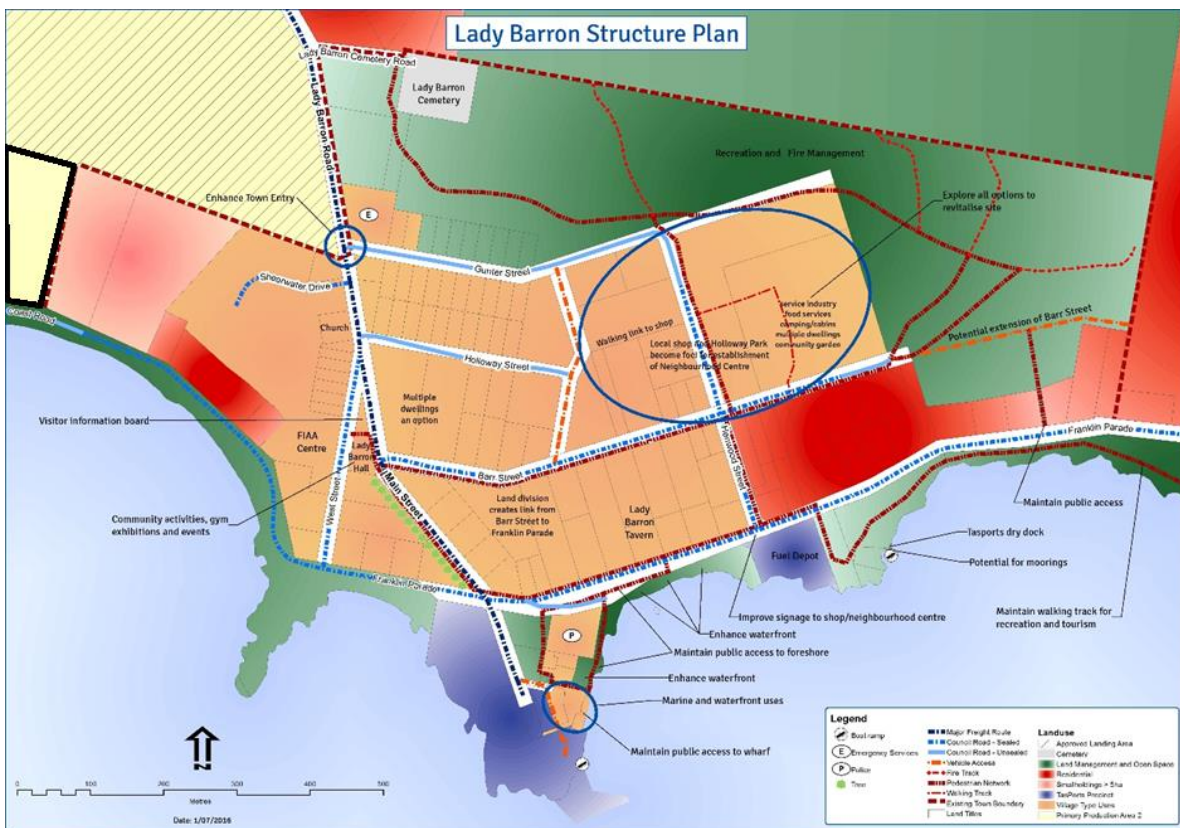 Lady Barron Structure Plan
Lady Barron Cemetery Road
Lady Barron
Cemetery
Lady Barron Road
Recreation and Fire Management
Enhance Town Entry
E
Explore all options to
revitalise site
Gunter Street
Shearwater Drive
Coast Road
Church
Holloway Street
Walking link to shop
service industry
food services
camping/cabins
multiple dwellings
community garden
Local shop and Holloway Park
become foci for establishment
of Neighbourhood Centre
Potential extension of Barr Street
Multiple
dwellings
an option
Visitor information board
FIAA
Centre
Lady
Barron
Hall
Barr Street
Henwood Street
Franklin Parade
West Street
Main Street
Land division
creates link from
Barr Street to
Franklin Parade
Lady
Barron
Tavern
Maintain public access
Community activities, gym
exhibitions and events
Tasports dry dock
Fuel Depot
Potential for moorings
Franklin Parade
Improve signage to shop/neighbourhood centre
Maintain walking track for
recreation and tourism
Enhance waterfront
P
Maintain public access to foreshore
Enhance waterfront
Marine and waterfront uses
Maintain public access to wharf
N
0 100 200 300 400 500
Metres
Date: 1/07/2016
Legend
Boat ramp
E Emergency Services
P Police
Tree
Major Freight Route
Council Road - Sealed
Council Road - Unsealed
Vehicle Access
Fire Track
Pedestrian Network
Walking Track
Existing Town Boundary
Land Titles
Landuse
Approved Landing Area
Cemetery
Land Management and Open Space
Residential
Smallholdings > 5ha
TasPorts Precinct
Village Type Uses
Primary Production Area 2